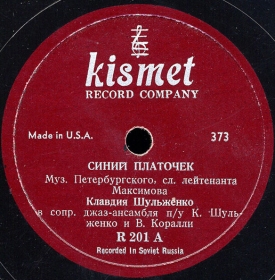 kismet
RECORD COMPANY
Made in U.S.A.
373
СИНИЙ ПЛАТОЧЕК
Муз. Петербургского, сл. лейтенанта
Максимова
Клавдия Шульженко
в сопр. джаз-ансамбля п/у К. Шуль-
женко и В. Коралли
R 201 A
Recorded In Soviet Russia